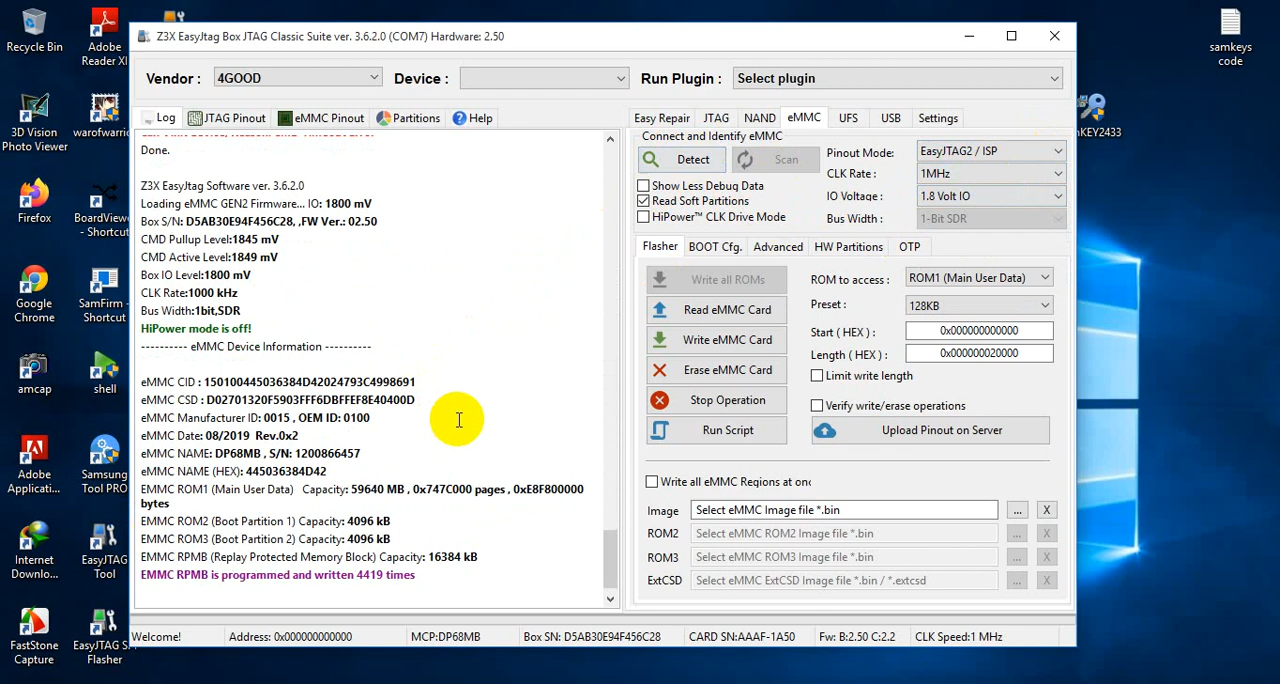 Recycle Bin
Adobe
Reader XI
samkeys
code
3D Vision
Photo Viewer
warofwarric
Firefox
BoardView
- Shortcut
Google
Chrome
SamFirm -
Shortcut
amcap
shell
Adobe
Applicati...
Samsung
Tool PRO
Internet
Downlo...
EasyJTAG
Tool
FastStone
Capture
EasyJTAG S
Flasher
nKEY2433
Z3X EasyJtag Box JTAG Classic Suite ver. 3.6.2.0 (COM7) Hardware: 2.50
Vendor : 4GOOD Device : Run Plugin : Select plugin
Log JTAG Pinout eMMC Pinout Partitions Help
Easy Repair JTAG NAND eMMC UFS USB Settings
Done.
Z3X EasyJtag Software ver. 3.6.2.0
Loading eMMC GEN2 Firmware... IO: 1800 mV
Box S/N: D5AB30E94F456C28, ,FW Ver.: 02.50
CMD Pullup Level:1845 mV
CMD Active Level:1849 mV
Box IO Level:1800 mV
CLK Rate:1000 kHz
Bus Width:1bit,SDR
HiPower mode is off!
---------- eMMC Device Information ----------
eMMC CID : 150100445036384D42024793C4998691
eMMC CSD : D02701320F5903FFF6DBFFEF8E40400D
eMMC Manufacturer ID: 0015 , OEM ID: 0100
eMMC Date: 08/2019 Rev.0x2
eMMC NAME: DP68MB , S/N: 1200866457
eMMC NAME (HEX): 445036384D42
EMMC ROM1 (Main User Data) Capacity: 59640 MB , 0x747C000 pages , 0xE8F800000
bytes
EMMC ROM2 (Boot Partition 1) Capacity: 4096 kB
EMMC ROM3 (Boot Partition 2) Capacity: 4096 kB
EMMC RPMB (Replay Protected Memory Block) Capacity: 16384 kB
EMMC RPMB is programmed and written 4419 times
Connect and Identify eMMC
Detect Scan
Show Less Debug Data
Read Soft Partitions
HiPower™ CLK Drive Mode
Pinout Mode: EasyJTAG2 / ISP
CLK Rate : 1MHz
IO Voltage : 1.8 Volt IO
Bus Width : 1-Bit SDR
Flasher BOOT Cfg. Advanced HW Partitions OTP
Write all ROMs
Read eMMC Card
Write eMMC Card
Erase eMMC Card
Stop Operation
Run Script
ROM to access : ROM1 (Main User Data)
Preset : 128KB
Start ( HEX ) : 0x000000000000
Length ( HEX ) : 0x000000020000
Limit write length
Verify write/erase operations
Upload Pinout on Server
Write all eMMC Regions at onc
Image Select eMMC Image file *.bin ... X
ROM2 Select eMMC ROM2 Image file *.bin ... X
ROM3 Select eMMC ROM3 Image file *.bin ... X
ExtCSD Select eMMC ExtCSD Image file *.bin / *.extcsd ... X
Welcome! Address: 0x000000000000 MCP:DP68MB Box SN: D5AB30E94F456C28 CARD SN:AAAF-1A50 Fw: B:2.50 C:2.2 CLK Speed:1 MHz